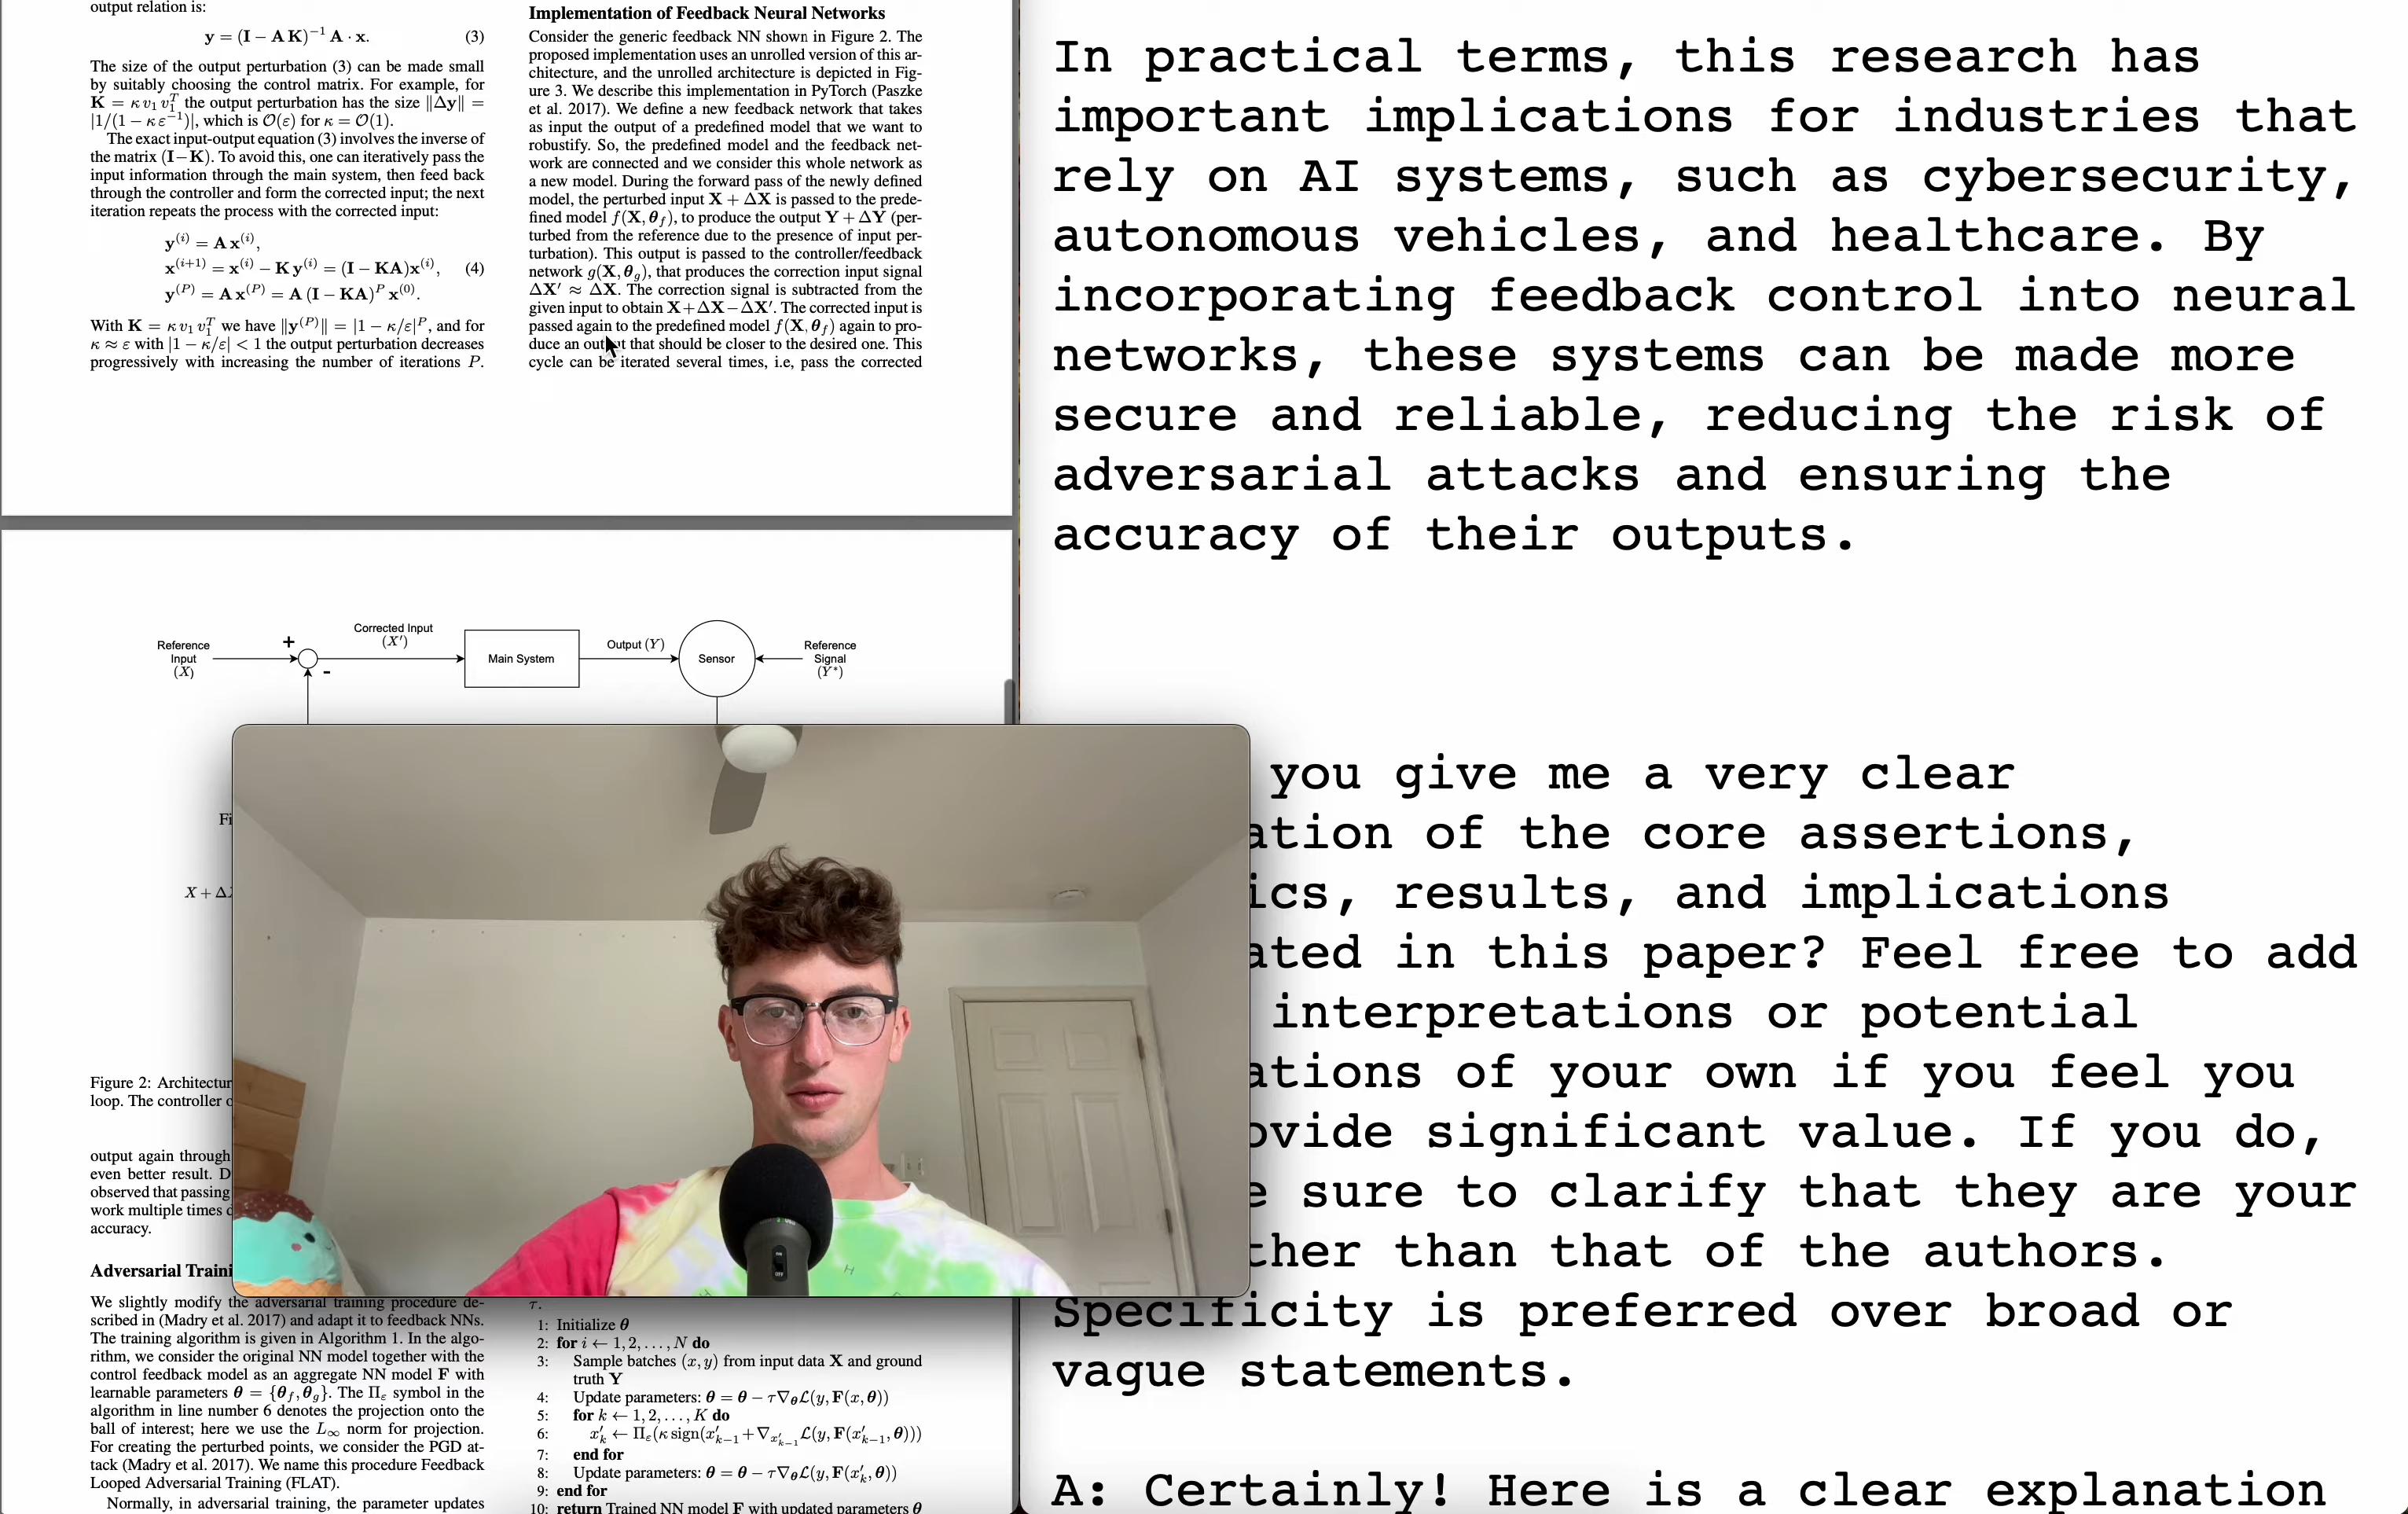 output relation is:
y = (I − A K)⁻¹ A · x. (3)
The size of the output perturbation (3) can be made small
by suitably choosing the control matrix. For example, for
K = κ v₁ v₁ᵀ the output perturbation has the size ‖Δy‖ =
|1/(1 − κ ε⁻¹)|, which is O(ε) for κ = O(1).
The exact input-output equation (3) involves the inverse of
the matrix (I−K). To avoid this, one can iteratively pass the
input information through the main system, then feed back
through the controller and form the corrected input; the next
iteration repeats the process with the corrected input:
y⁽ⁱ⁾ = A x⁽ⁱ⁾,
x⁽ⁱ⁺¹⁾ = x⁽ⁱ⁾ − K y⁽ⁱ⁾ = (I − KA)x⁽ⁱ⁾, (4)
y⁽ᴾ⁾ = A x⁽ᴾ⁾ = A (I − KA)ᴾ x⁽⁰⁾.
With K = κ v₁ v₁ᵀ we have ‖y⁽ᴾ⁾‖ = |1 − κ/ε|ᴾ, and for
κ ≈ ε with |1 − κ/ε| < 1 the output perturbation decreases
progressively with increasing the number of iterations P.
Implementation of Feedback Neural Networks
Consider the generic feedback NN shown in Figure 2. The
proposed implementation uses an unrolled version of this ar-
chitecture, and the unrolled architecture is depicted in Fig-
ure 3. We describe this implementation in PyTorch (Paszke
et al. 2017). We define a new feedback network that takes
as input the output of a predefined model that we want to
robustify. So, the predefined model and the feedback net-
work are connected and we consider this whole network as
a new model. During the forward pass of the newly defined
model, the perturbed input X + ΔX is passed to the prede-
fined model f(X, θ_f), to produce the output Y + ΔY (per-
turbed from the reference due to the presence of input per-
turbation). This output is passed to the controller/feedback
network g(X, θ_g), that produces the correction input signal
ΔX′ ≈ ΔX. The correction signal is subtracted from the
given input to obtain X+ΔX−ΔX′. The corrected input is
passed again to the predefined model f(X, θ_f) again to pro-
duce an output that should be closer to the desired one. This
cycle can be iterated several times, i.e, pass the corrected
Reference
Input
(X)
+
-
Corrected Input
(X′)
Main System
Output (Y)
Sensor
Reference
Signal
(Y*)
X + Δ
Figure 2: Architectur
loop. The controller
output again through
even better result.
observed that passing
work multiple times
accuracy.
Adversarial Traini
We slightly modify the adversarial training procedure de-
scribed in (Madry et al. 2017) and adapt it to feedback NNs.
The training algorithm is given in Algorithm 1. In the algo-
rithm, we consider the original NN model together with the
control feedback model as an aggregate NN model F with
learnable parameters θ = {θ_f, θ_g}. The Π_ε symbol in the
algorithm in line number 6 denotes the projection onto the
ball of interest; here we use the L∞ norm for projection.
For creating the perturbed points, we consider the PGD at-
tack (Madry et al. 2017). We name this procedure Feedback
Looped Adversarial Training (FLAT).
Normally, in adversarial training, the parameter updates
τ.
1: Initialize θ
2: for i ← 1, 2, . . . , N do
3: Sample batches (x, y) from input data X and ground
truth Y
4: Update parameters: θ = θ − τ∇_θ L(y, F(x, θ))
5: for k ← 1, 2, . . . , K do
6: x′_k ← Π_ε(κ sign(x′_{k−1} + ∇_{x′_{k−1}} L(y, F(x′_{k−1}, θ)))
7: end for
8: Update parameters: θ = θ − τ∇_θ L(y, F(x′_k, θ))
9: end for
10: return Trained NN model F with updated parameters θ
In practical terms, this research has
important implications for industries that
rely on AI systems, such as cybersecurity,
autonomous vehicles, and healthcare. By
incorporating feedback control into neural
networks, these systems can be made more
secure and reliable, reducing the risk of
adversarial attacks and ensuring the
accuracy of their outputs.
you give me a very clear
ation of the core assertions,
ics, results, and implications
ated in this paper? Feel free to add
interpretations or potential
ations of your own if you feel you
ovide significant value. If you do,
e sure to clarify that they are your
ther than that of the authors.
Specificity is preferred over broad or
vague statements.
A: Certainly! Here is a clear explanation